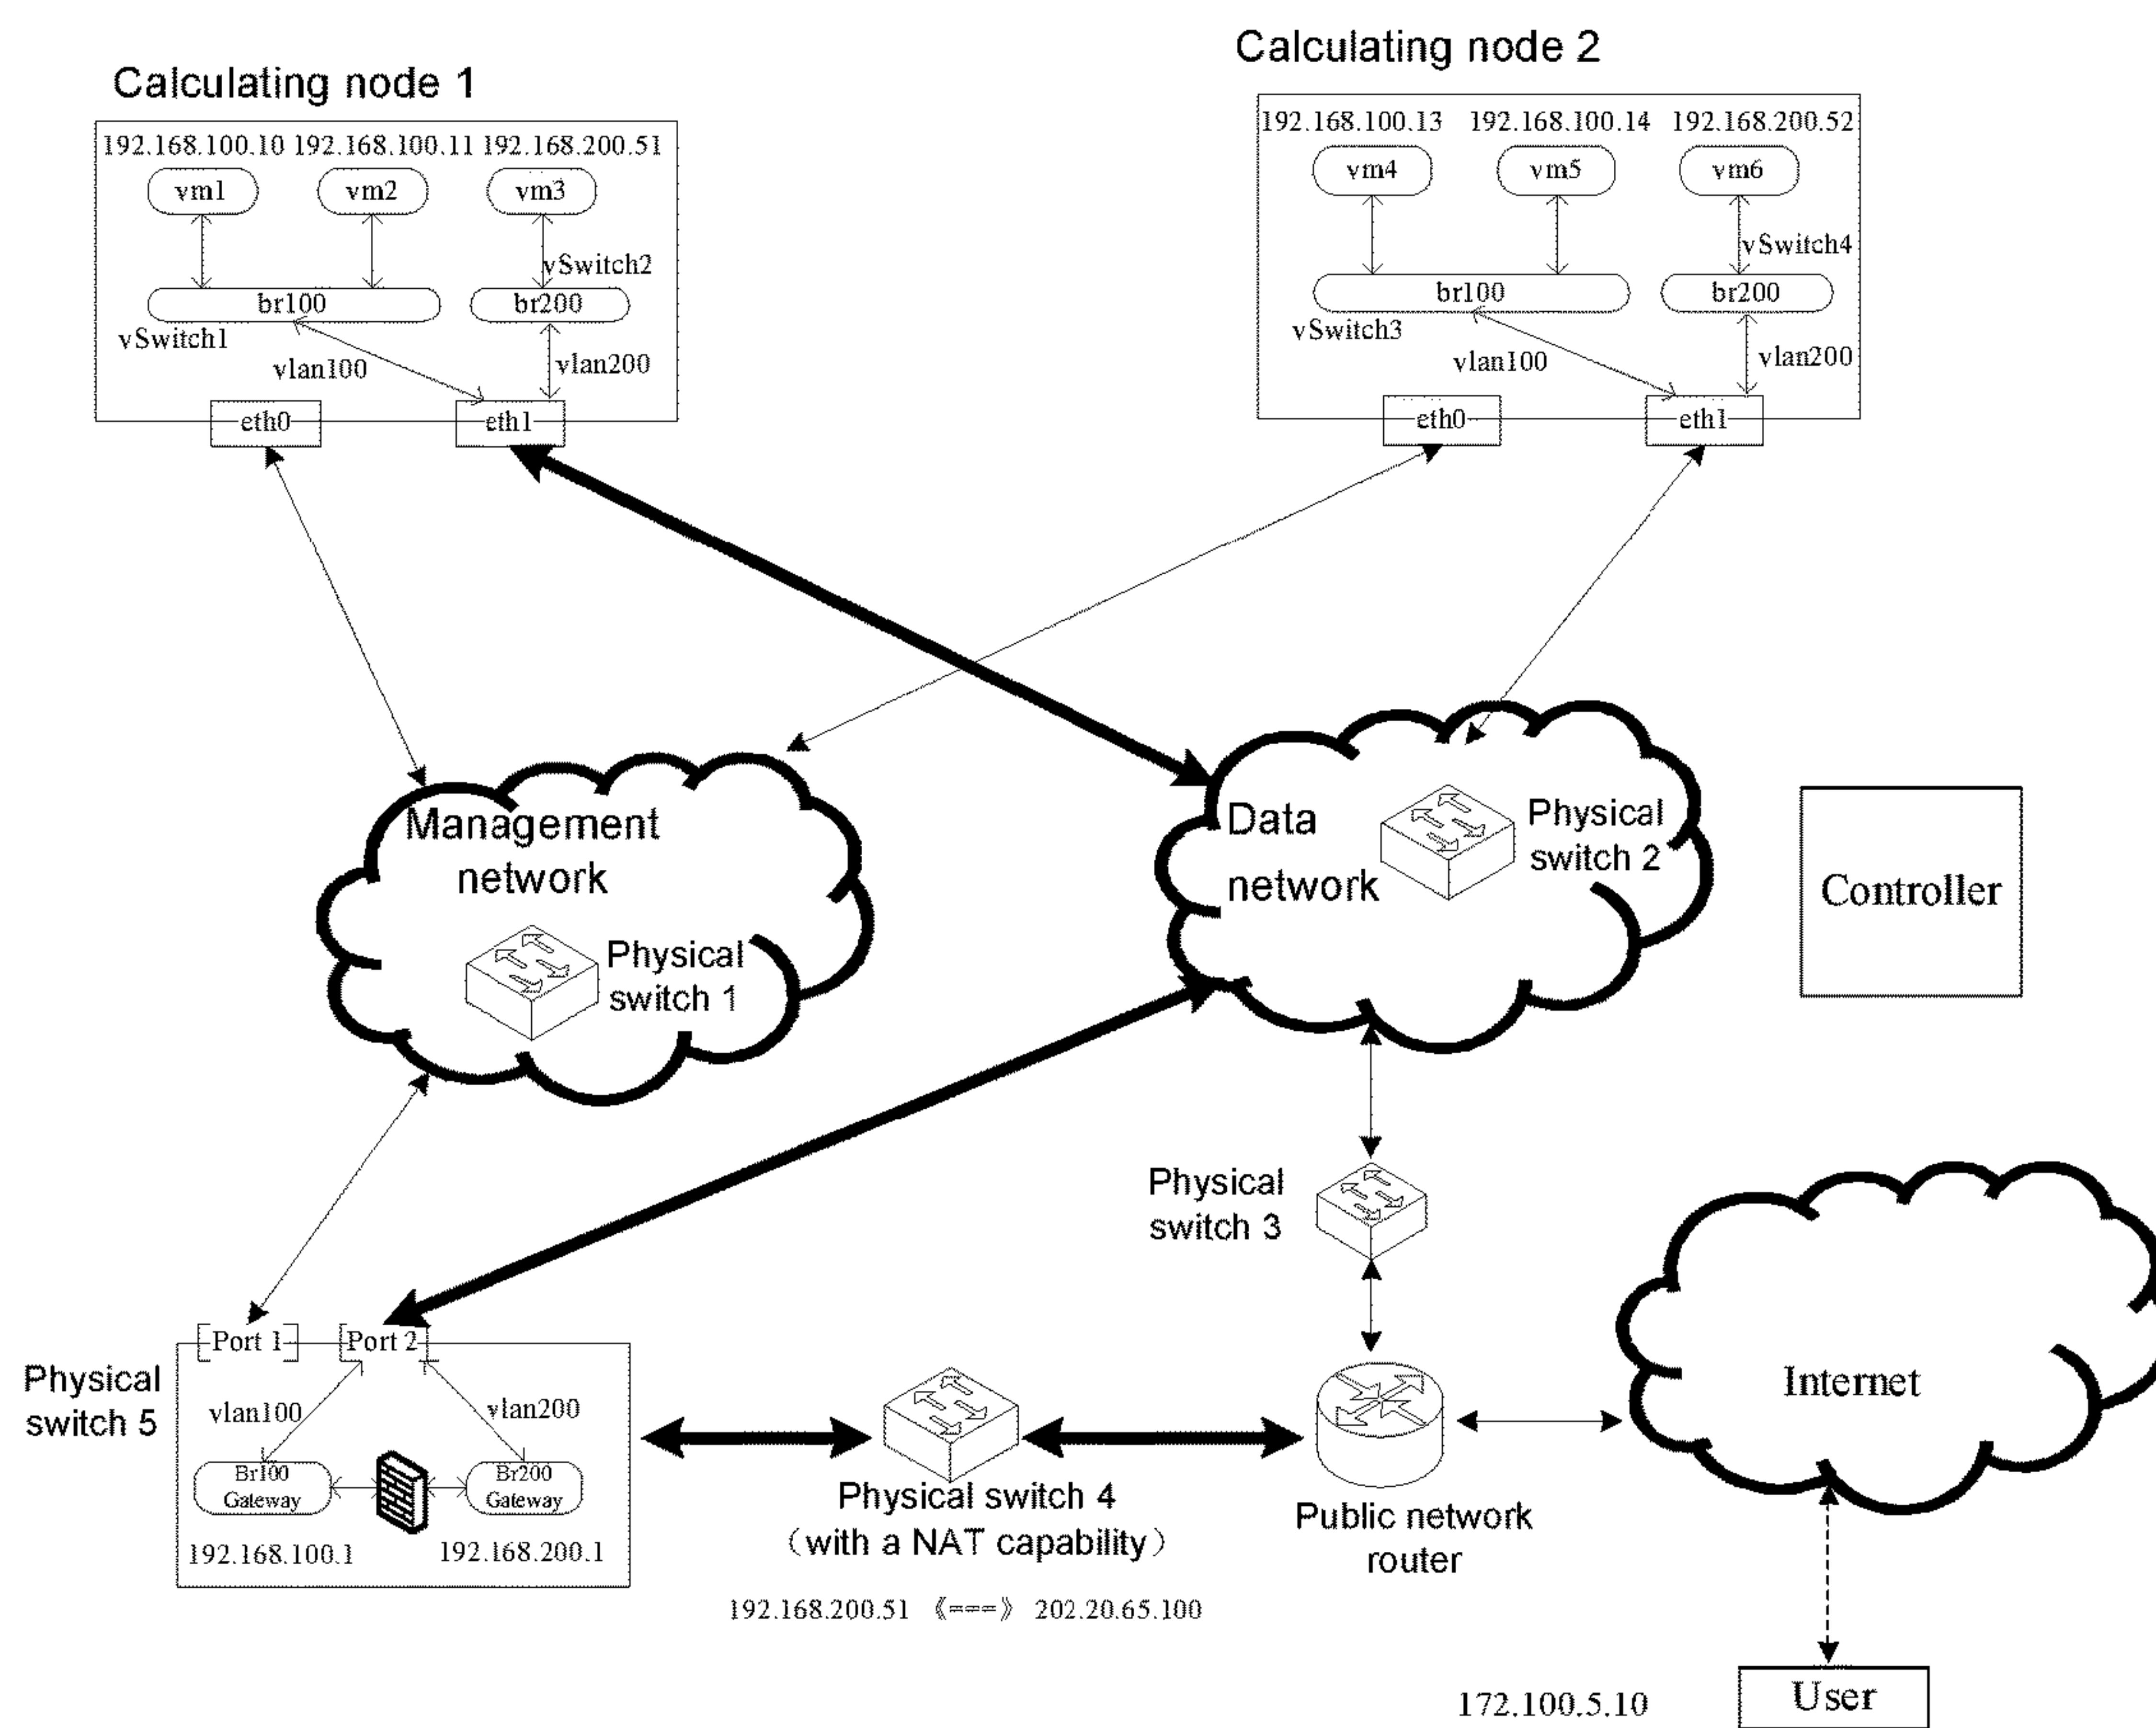 Calculating node 1
192.168.100.10 192.168.100.11 192.168.200.51
vm1 vm2 vm3
vSwitch2
br100 br200
vSwitch1
vlan100 vlan200
eth0 eth1
Calculating node 2
192.168.100.13 192.168.100.14 192.168.200.52
vm4 vm5 vm6
vSwitch4
br100 br200
vSwitch3
vlan100 vlan200
eth0 eth1
Management
network
Physical
switch 1
Data
network
Physical
switch 2
Controller
Physical
switch 3
Physical
switch 5
Port 1 Port 2
vlan100 vlan200
Br100
Gateway
Br200
Gateway
192.168.100.1 192.168.200.1
Physical switch 4
（with a NAT capability）
192.168.200.51 《===》 202.20.65.100
Public network
router
Internet
172.100.5.10
User